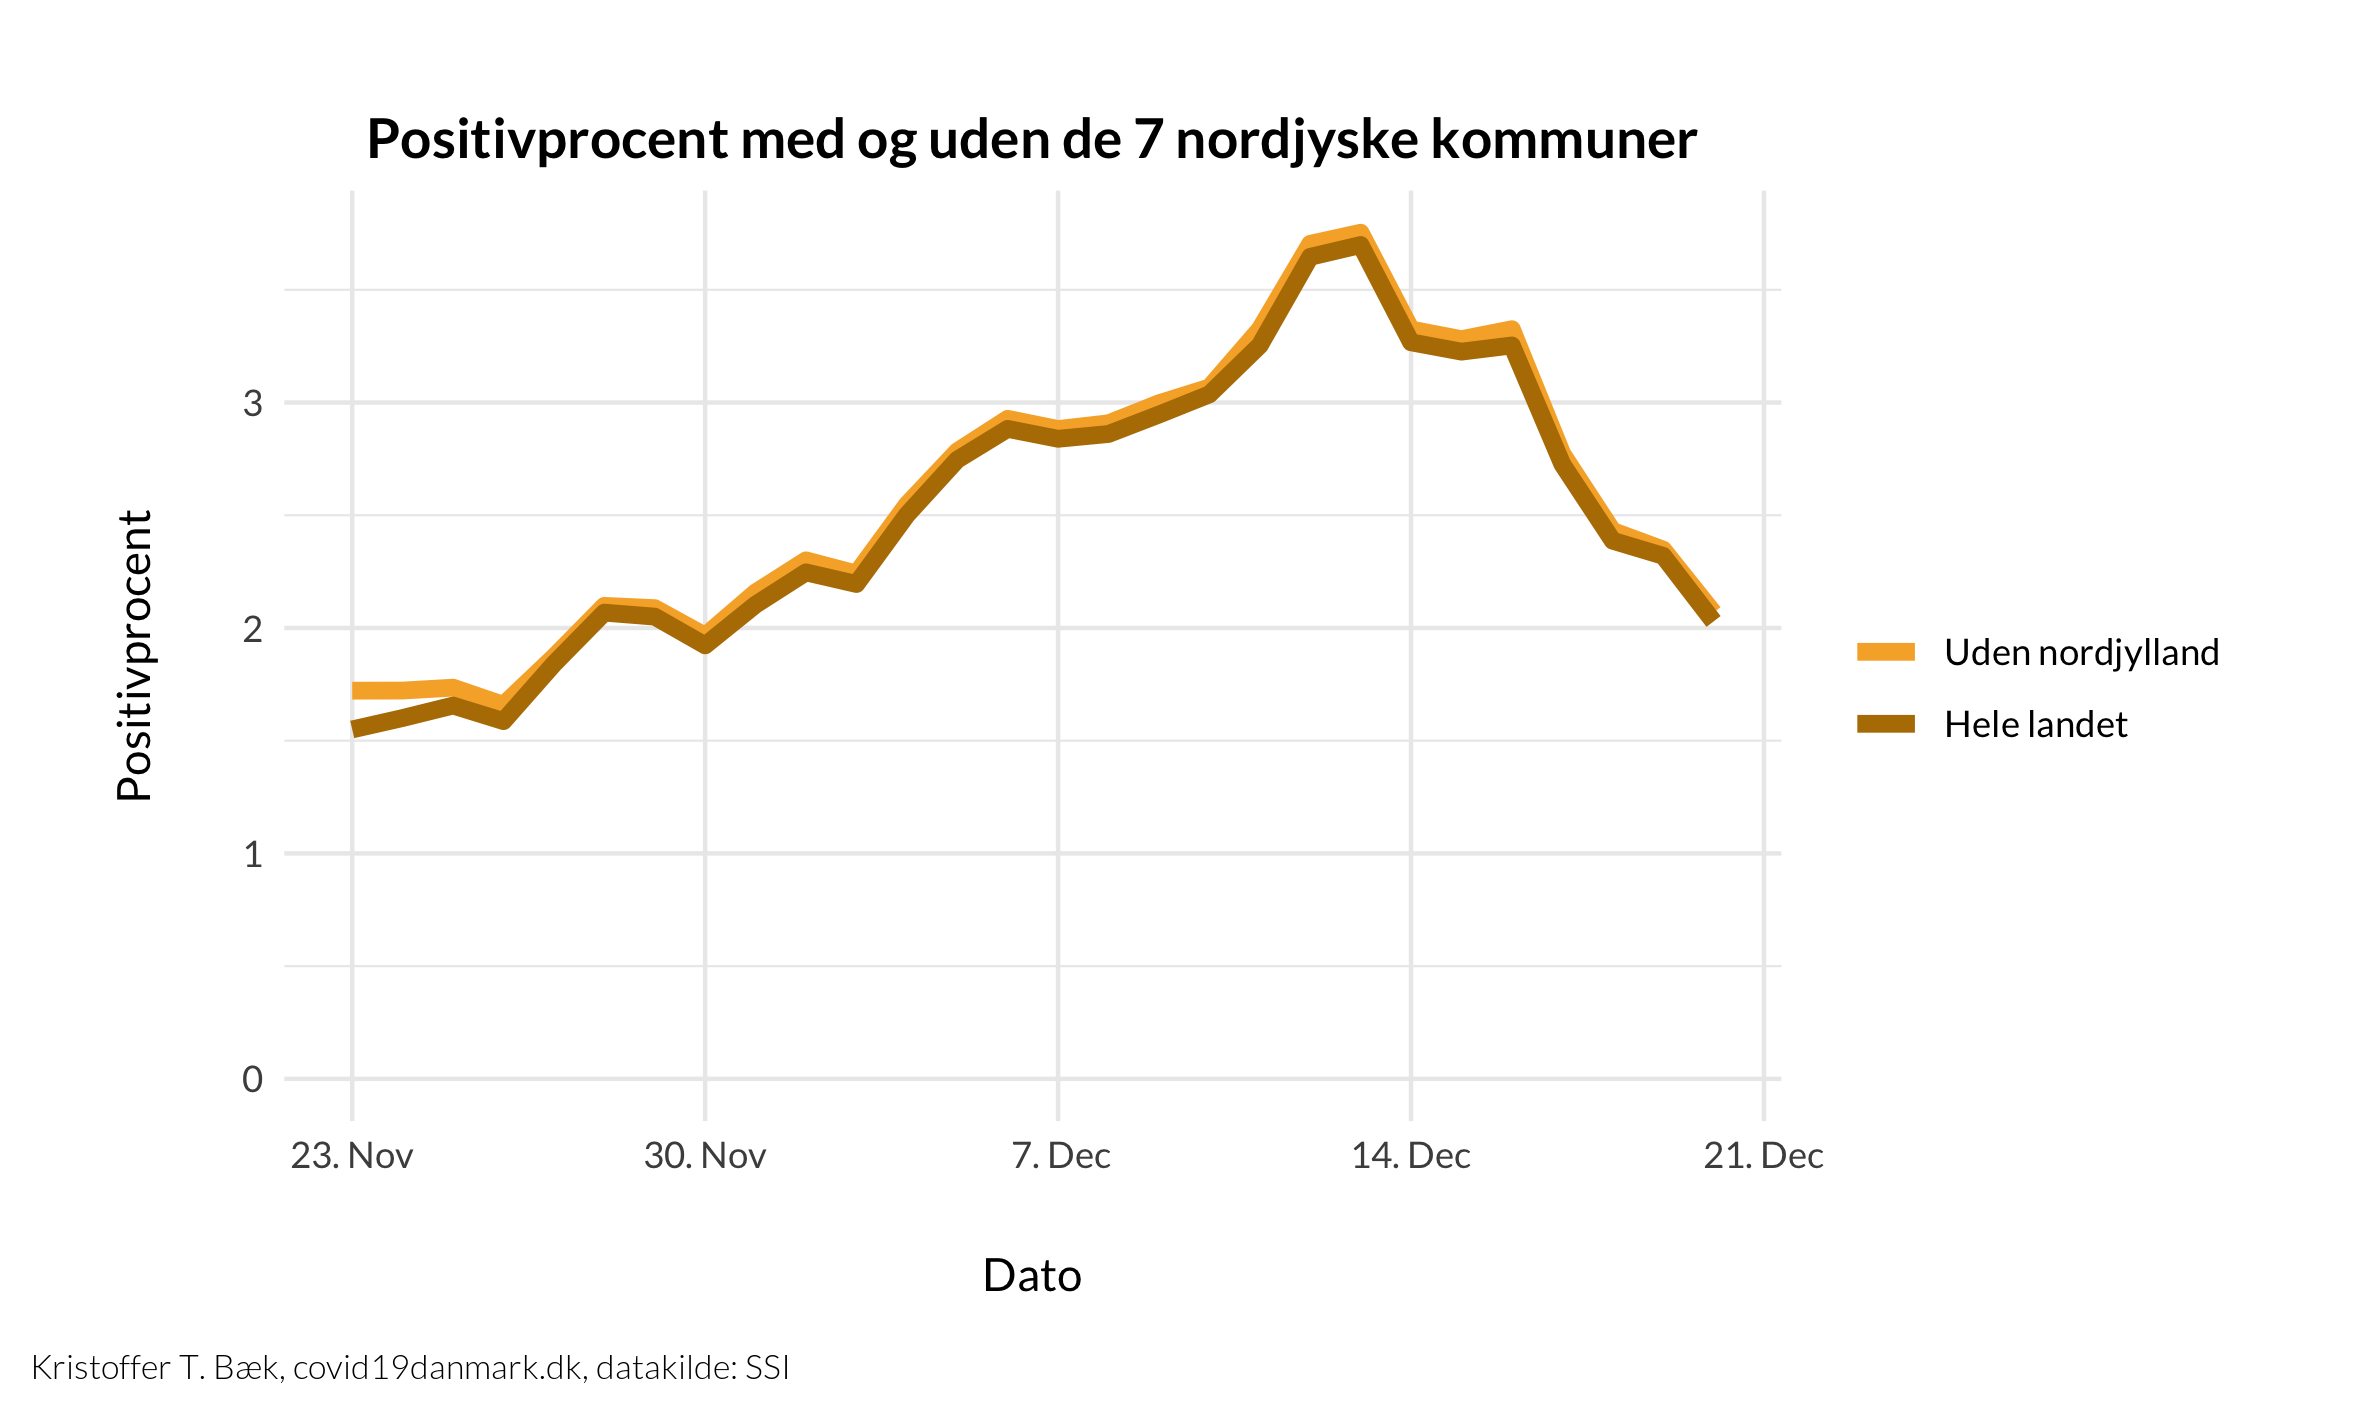 Positivprocent med og uden de 7 nordjyske kommuner
Positivprocent
3
2
1
0
23. Nov
30. Nov
7. Dec
14. Dec
21. Dec
Dato
Uden nordjylland
Hele landet
Kristoffer T. Bæk, covid19danmark.dk, datakilde: SSI